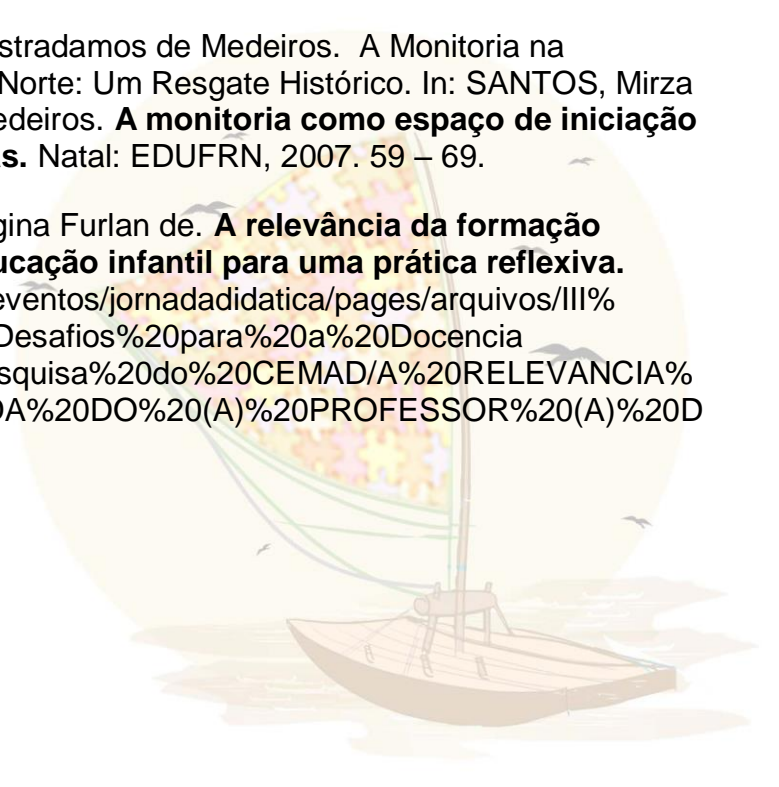 stradamos de Medeiros. A Monitoria na
Norte: Um Resgate Histórico. In: SANTOS, Mirza
edeiros. A monitoria como espaço de iniciação
s. Natal: EDUFRN, 2007. 59 – 69.
gina Furlan de. A relevância da formação
ucação infantil para uma prática reflexiva.
eventos/jornadadidatica/pages/arquivos/III%
Desafios%20para%20a%20Docencia
squisa%20do%20CEMAD/A%20RELEVANCIA%
DA%20DO%20(A)%20PROFESSOR%20(A)%20D